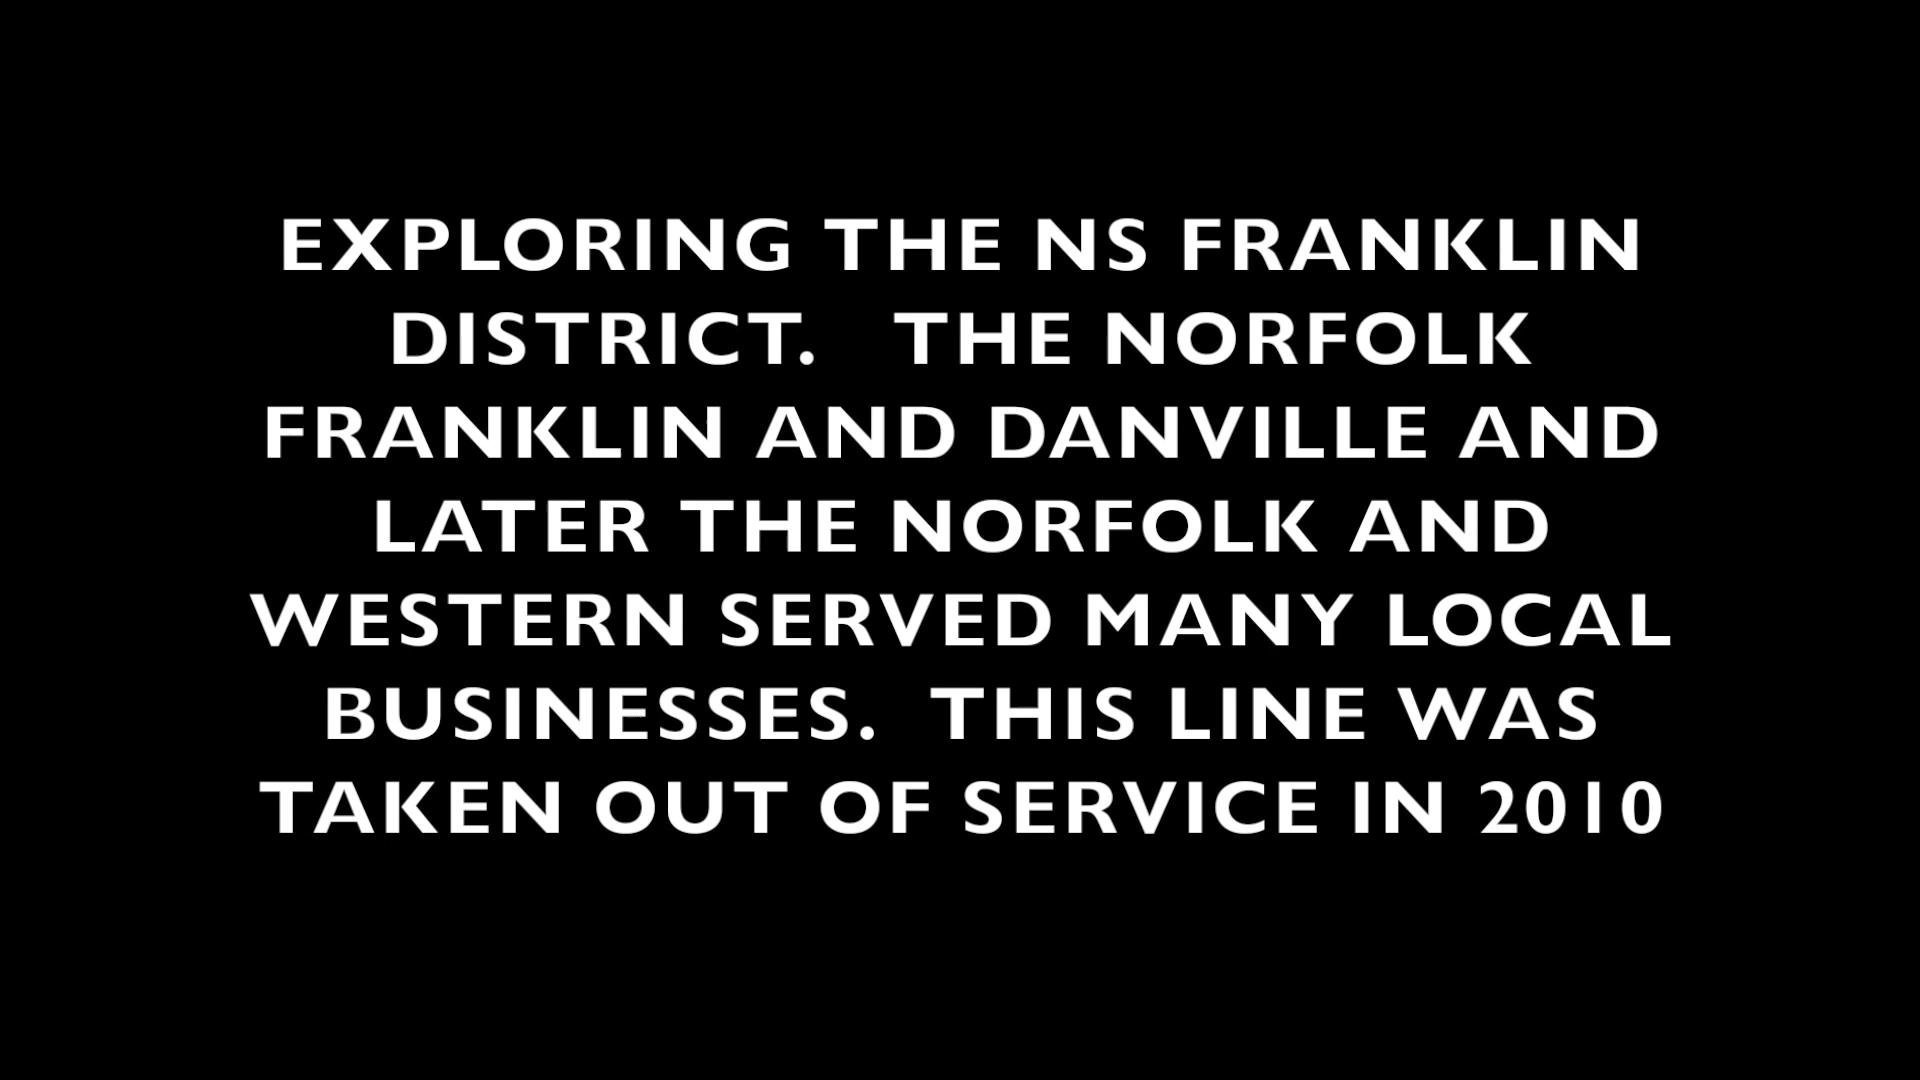 EXPLORING THE NS FRANKLIN
DISTRICT.   THE NORFOLK
FRANKLIN AND DANVILLE AND
LATER THE NORFOLK AND
WESTERN SERVED MANY LOCAL
BUSINESSES.  THIS LINE WAS
TAKEN OUT OF SERVICE IN 2010